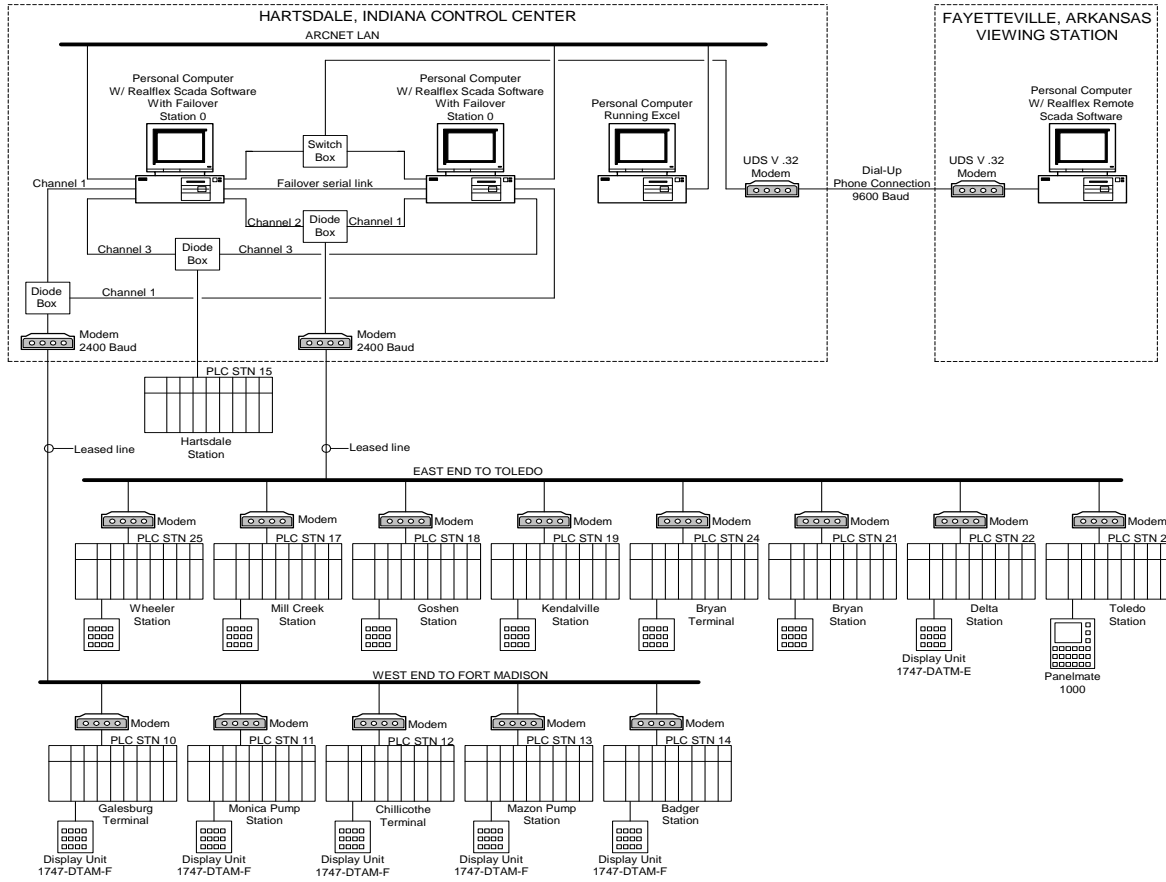 HARTSDALE, INDIANA CONTROL CENTER
ARCNET LAN
FAYETTEVILLE, ARKANSAS
VIEWING STATION
Personal Computer
W/ Realflex Scada Software
With Failover
Station 0
Personal Computer
W/ Realflex Scada Software
With Failover
Station 0
Personal Computer
Running Excel
Personal Computer
W/ Realflex Remote
Scada Software
Switch
Box
UDS V .32
Modem
Dial-Up
Phone Connection
9600 Baud
UDS V .32
Modem
Channel 1
Failover serial link
Channel 2
Diode
Box
Channel 1
Channel 3
Diode
Box
Channel 3
Diode
Box
Channel 1
Modem
2400 Baud
Modem
2400 Baud
PLC STN 15
Hartsdale
Station
Leased line
Leased line
EAST END TO TOLEDO
Modem
Modem
Modem
Modem
Modem
Modem
Modem
Modem
PLC STN 25
PLC STN 17
PLC STN 18
PLC STN 19
PLC STN 24
PLC STN 21
PLC STN 22
PLC STN 2
Wheeler
Station
Mill Creek
Station
Goshen
Station
Kendalville
Station
Bryan
Terminal
Bryan
Station
Delta
Station
Toledo
Station
Display Unit
1747-DATM-E
Panelmate
1000
WEST END TO FORT MADISON
Modem
Modem
Modem
Modem
Modem
PLC STN 10
PLC STN 11
PLC STN 12
PLC STN 13
PLC STN 14
Galesburg
Terminal
Monica Pump
Station
Chillicothe
Terminal
Mazon Pump
Station
Badger
Station
Display Unit
1747-DTAM-F
Display Unit
1747-DTAM-F
Display Unit
1747-DTAM-F
Display Unit
1747-DTAM-F
Display Unit
1747-DTAM-F